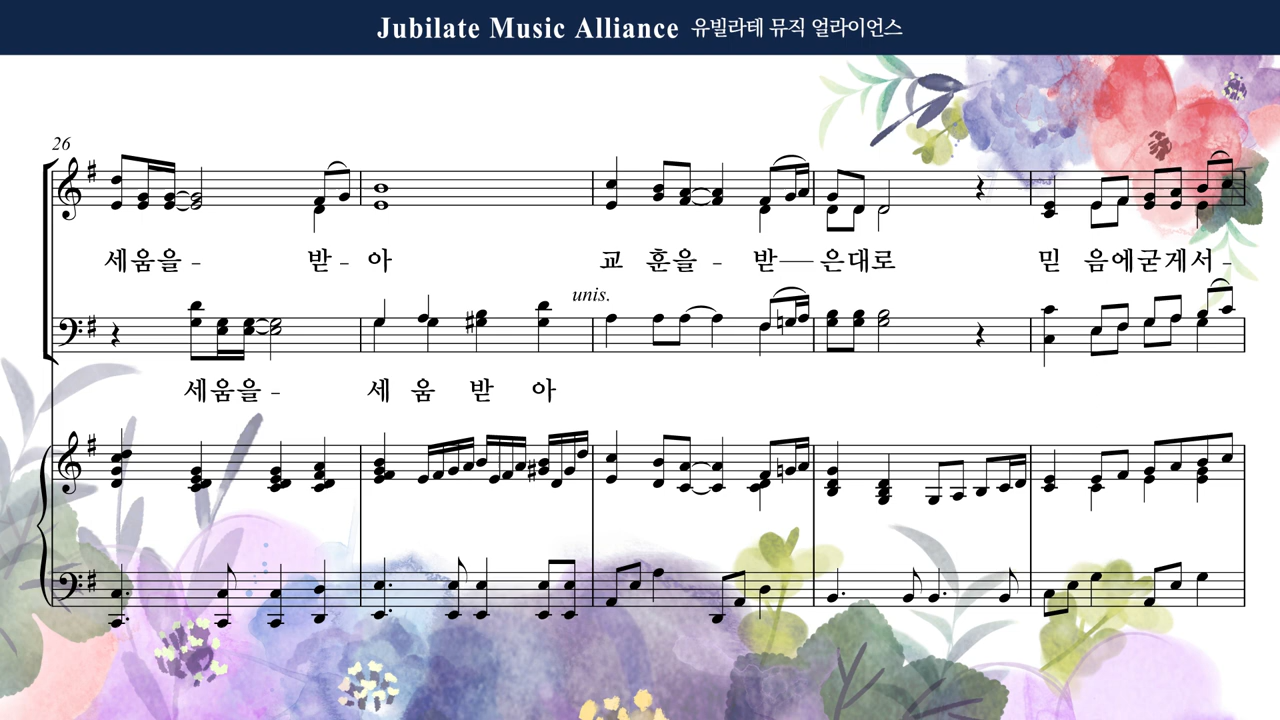 Jubilate Music Alliance 유빌라테 뮤직 얼라이언스
26
세움을 - 받 - 아 교 훈을 - 받 — 은대로 믿 음에굳게서 -
unis.
세움을 - 세 움 받 아